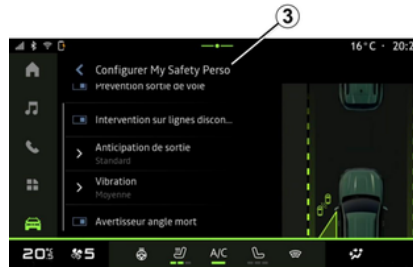 3
16°C · 20:2
Configurer My Safety Perso
Prévention sortie de voie
Intervention sur lignes discon...
Anticipation de sortie
Standard
Vibration
Moyenne
Avertisseur angle mort
20°5 5 A/C